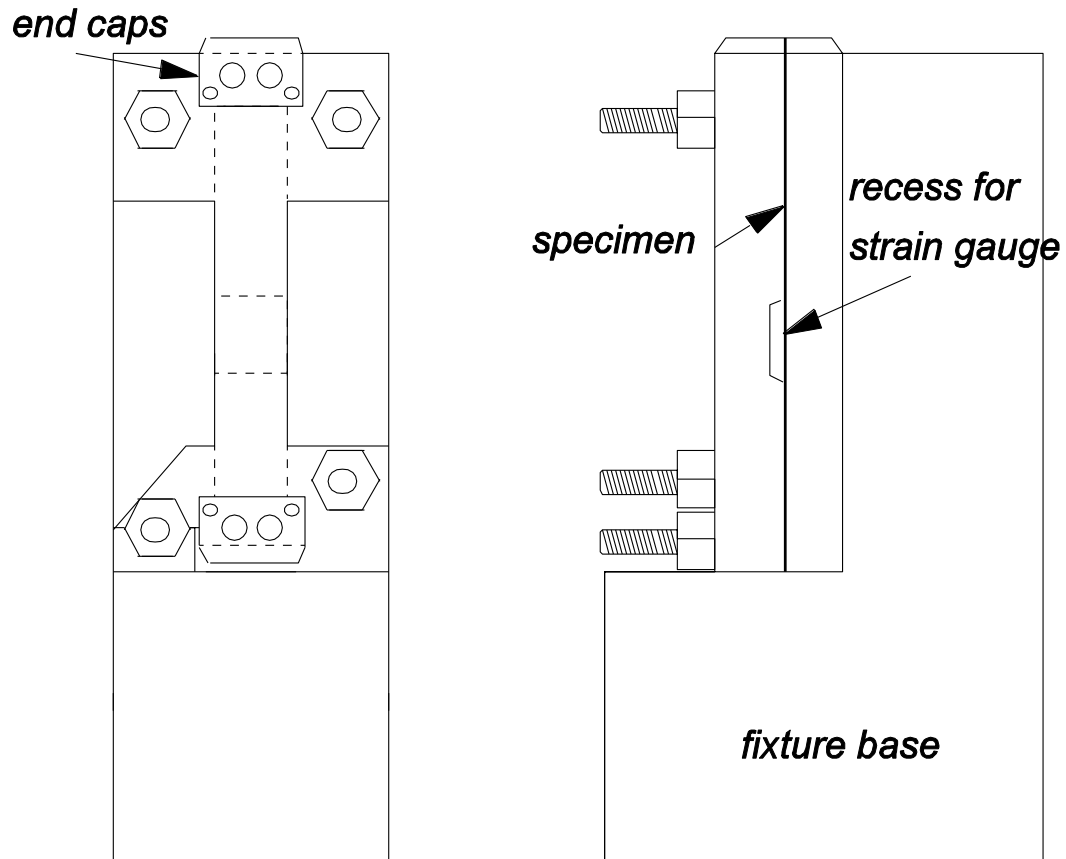 end caps
specimen
recess for
strain gauge
fixture base